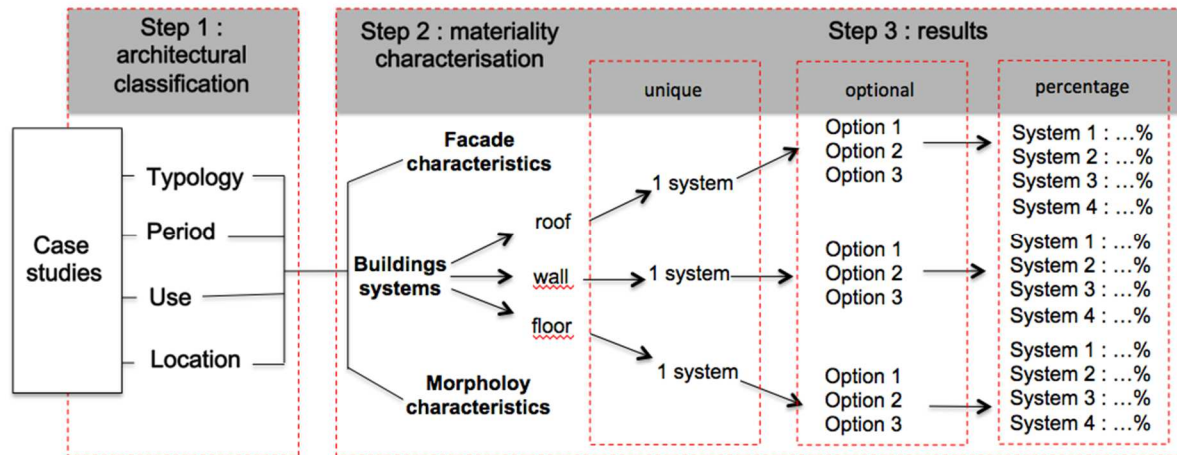 Step 1 :
architectural
classification
Step 2 : materiality
characterisation
Step 3 : results
unique
optional
percentage
Case
studies
Typology
Period
Use
Location
Facade
characteristics
Buildings
systems
Morpholoy
characteristics
roof
wall
floor
1 system
1 system
1 system
Option 1
Option 2
Option 3
Option 1
Option 2
Option 3
Option 1
Option 2
Option 3
System 1 : ...%
System 2 : ...%
System 3 : ...%
System 4 : ...%
System 1 : ...%
System 2 : ...%
System 3 : ...%
System 4 : ...%
System 1 : ...%
System 2 : ...%
System 3 : ...%
System 4 : ...%